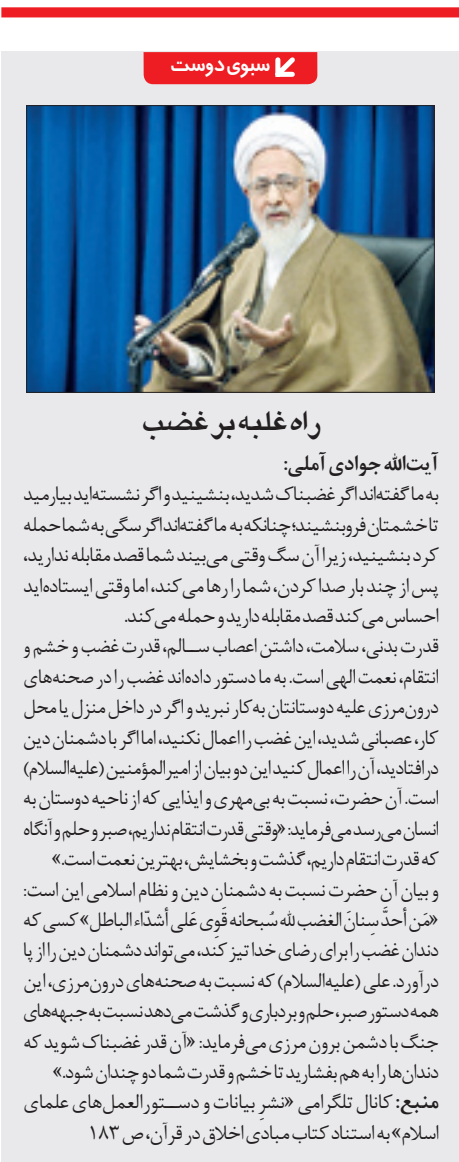 سبوی دوست
راه غلبه بر غضب
آیت‌الله جوادی آملی:
به ما گفته‌اند اگر غضبناک شدید، بنشینید و اگر نشسته‌اید بیارمید
تا خشمتان فروبنشیند؛ چنانکه به ما گفته‌اند اگر سگی به شما حمله
کرد بنشینید، زیرا آن سگ وقتی می‌بیند شما قصد مقابله ندارید،
پس از چند بار صدا کردن، شما را رها می‌کند، اما وقتی ایستاده‌اید
احساس می‌کند قصد مقابله دارید و حمله می‌کند.
قدرت بدنی، سلامت، داشتن اعصاب سالم، قدرت غضب و خشم و
انتقام، نعمت الهی است. به ما دستور داده‌اند غضب را در صحنه‌های
درون‌مرزی علیه دوستانتان به کار نبرید و اگر در داخل منزل یا محل
کار، عصبانی شدید، این غضب را اعمال نکنید، اما اگر با دشمنان دین
درافتادید، آن را اعمال کنید این دو بیان از امیرالمؤمنین (علیه‌السلام)
است. آن حضرت، نسبت به بی‌مهری و ایذایی که از ناحیه دوستان به
انسان می‌رسد می‌فرماید: «وقتی قدرت انتقام نداریم، صبر و حلم و آنگاه
که قدرت انتقام داریم، گذشت و بخشایش، بهترین نعمت است.»
و بیان آن حضرت نسبت به دشمنان دین و نظام اسلامی این است:
«مَن أحدَّ سِنانَ الغضب لله سُبحانه قَوِی عَلی أشدّاء الباطل» کسی که
دندان غضب را برای رضای خدا تیز کند، می‌تواند دشمنان دین را از پا
درآورد. علی (علیه‌السلام) که نسبت به صحنه‌های درون‌مرزی، این
همه دستور صبر، حلم و بردباری و گذشت می‌دهد نسبت به جبهه‌های
جنگ با دشمن برون مرزی می‌فرماید: «آن قدر غضبناک شوید که
دندان‌ها را به هم بفشارید تا خشم و قدرت شما دو چندان شود.»
منبع: کانال تلگرامی «نشرِ بیانات و دستورالعمل‌های علمای
اسلام» به استناد کتاب مبادی اخلاق در قرآن، ص ۱۸۳